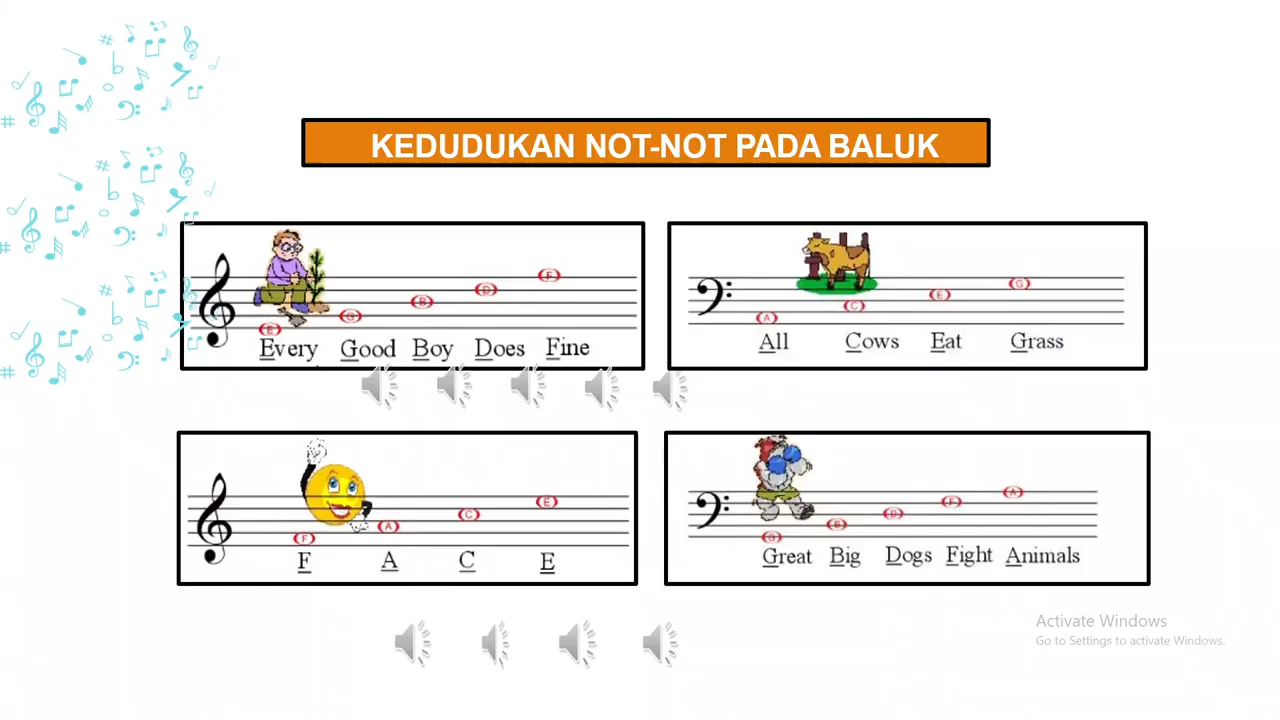 KEDUDUKAN NOT-NOT PADA BALUK
E G B D F
Every Good Boy Does Fine
A C E G
All Cows Eat Grass
F A C E
F A C E
G B D F A
Great Big Dogs Fight Animals
Activate Windows
Go to Settings to activate Windows.